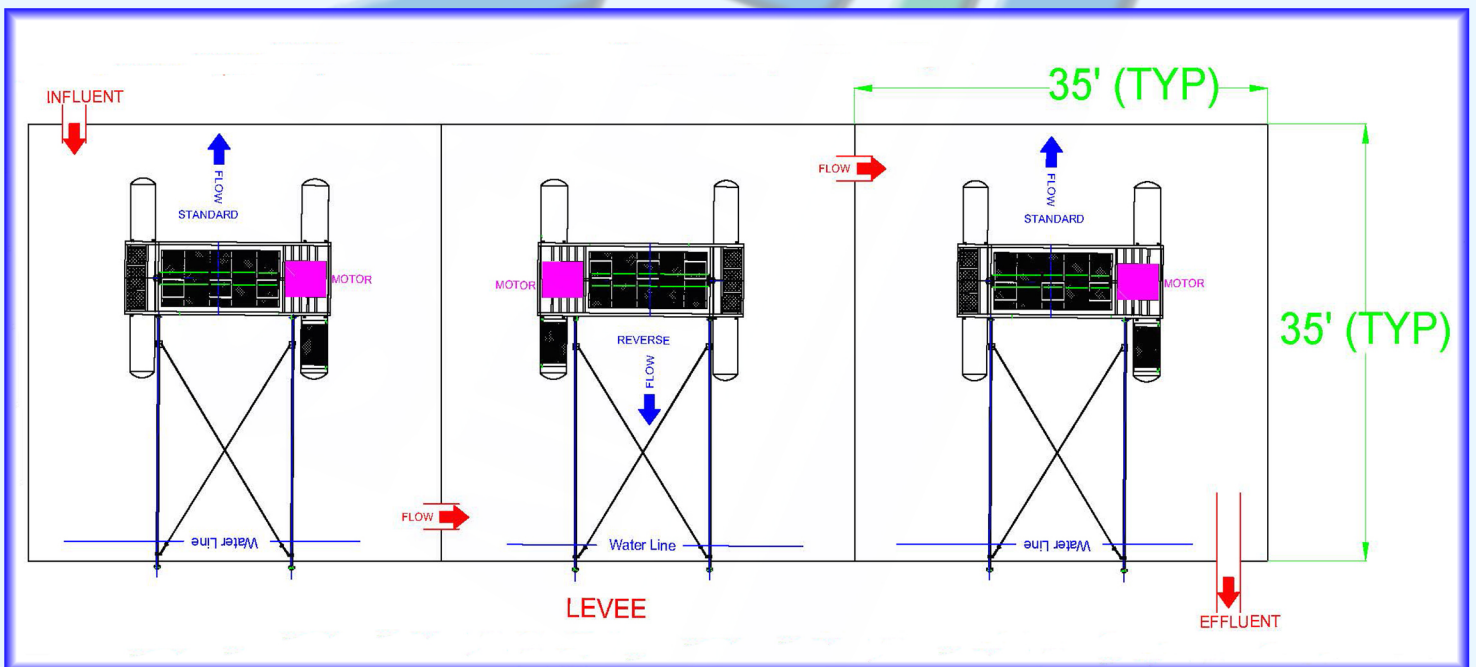 INFLUENT
35' (TYP)
FLOW
STANDARD
MOTOR
Water Line
FLOW
MOTOR
REVERSE
FLOW
Water Line
LEVEE
FLOW
FLOW
STANDARD
MOTOR
35' (TYP)
Water Line
EFFLUENT